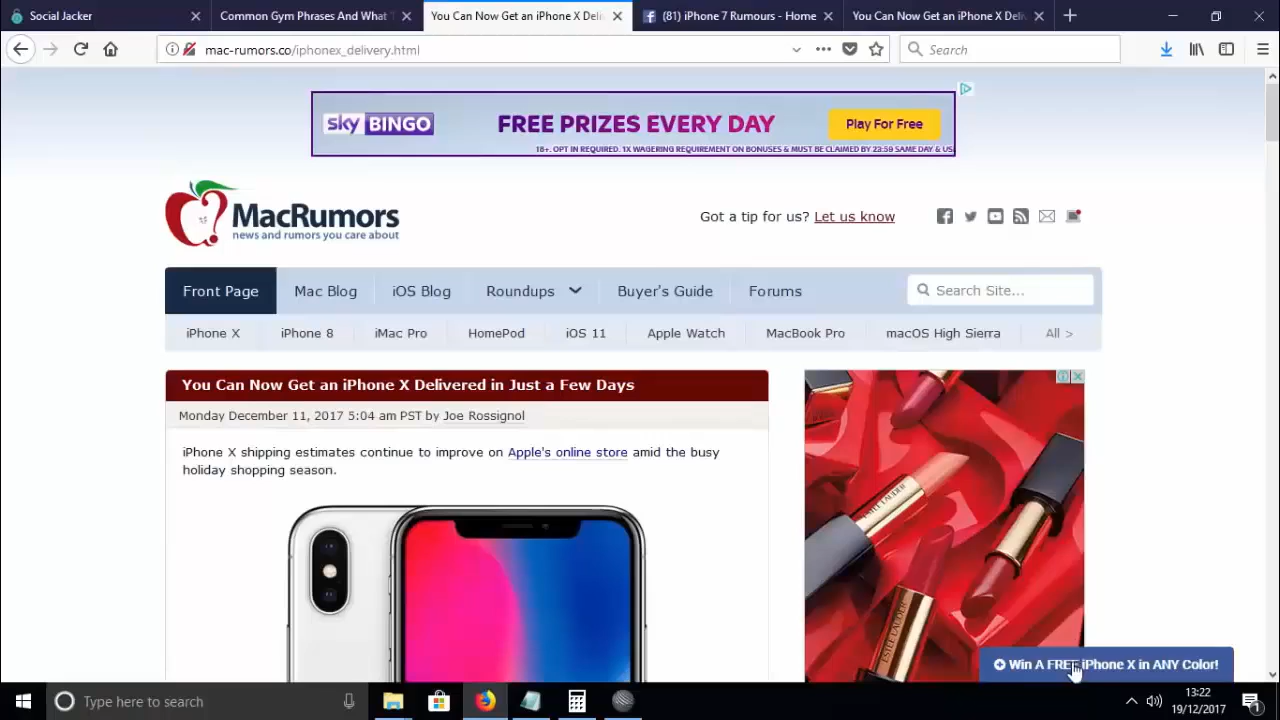 Social Jacker
Common Gym Phrases And What T
You Can Now Get an iPhone X Deli
(81) iPhone 7 Rumours - Home
You Can Now Get an iPhone X Deli
mac-rumors.co/iphonex_delivery.html
Search
sky BINGO
FREE PRIZES EVERY DAY
Play For Free
18+. OPT IN REQUIRED. 1X WAGERING REQUIREMENT ON BONUSES & MUST BE CLAIMED BY 23:59 SAME DAY & US
MacRumors
news and rumors you care about
Got a tip for us? Let us know
Front Page
Mac Blog
iOS Blog
Roundups
Buyer's Guide
Forums
Search Site...
iPhone X
iPhone 8
iMac Pro
HomePod
iOS 11
Apple Watch
MacBook Pro
macOS High Sierra
All >
You Can Now Get an iPhone X Delivered in Just a Few Days
Monday December 11, 2017 5:04 am PST by Joe Rossignol
iPhone X shipping estimates continue to improve on Apple's online store amid the busy
holiday shopping season.
ESTEE LAUDER
ESTEE LAUDER
ESTEE LAUDER
Win A FREE iPhone X in ANY Color!
Type here to search
13:22
19/12/2017
1